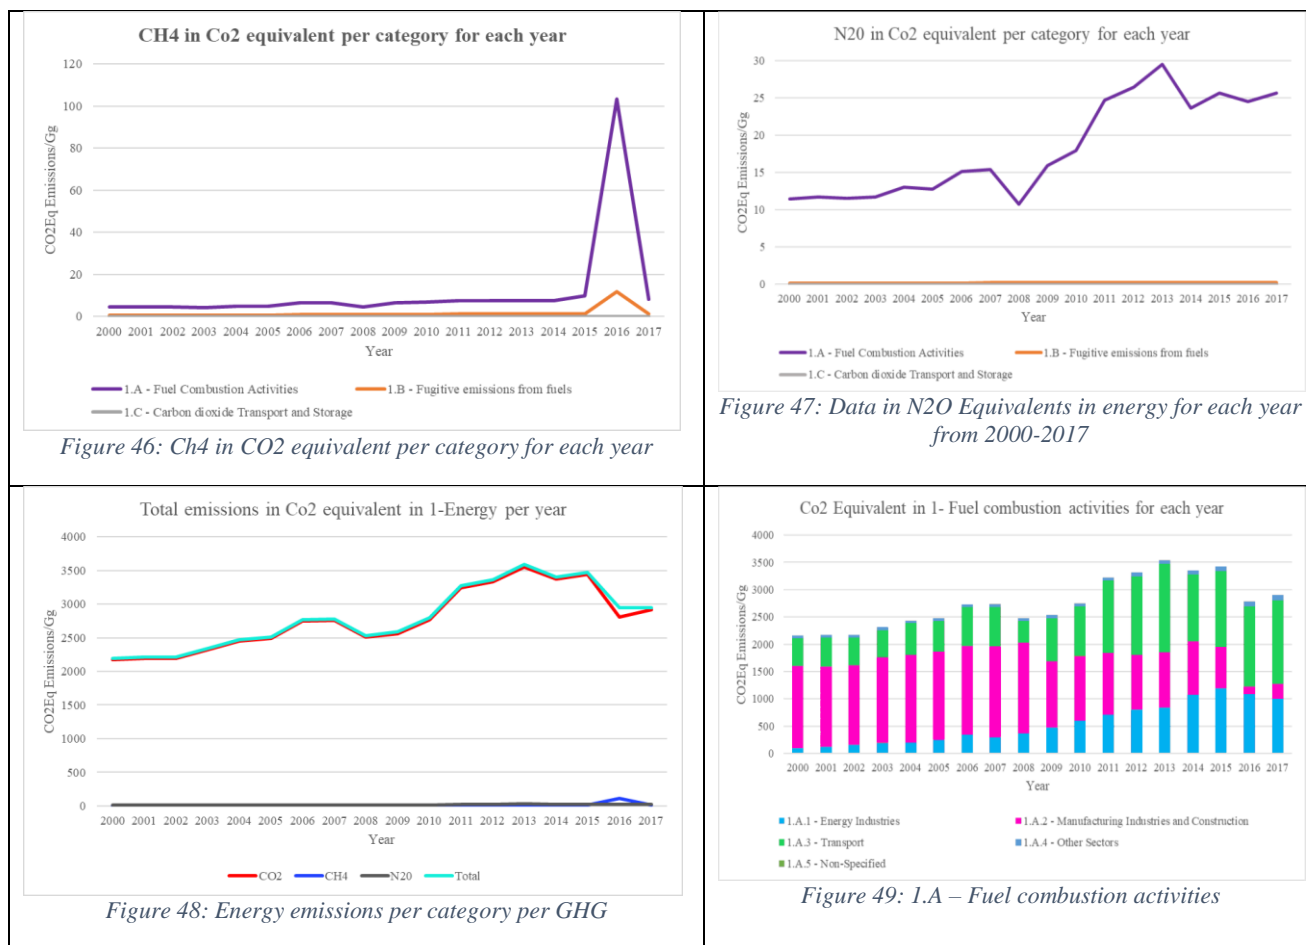 CH4 in Co2 equivalent per category for each year
120
100
80
60
40
20
0
CO2Eq Emissions/Gg
2000 2001 2002 2003 2004 2005 2006 2007 2008 2009 2010 2011 2012 2013 2014 2015 2016 2017
Year
1.A - Fuel Combustion Activities
1.B - Fugitive emissions from fuels
1.C - Carbon dioxide Transport and Storage
Figure 46: Ch4 in CO2 equivalent per category for each year
N20 in Co2 equivalent per category for each year
30
25
20
15
10
5
0
CO2Eq Emissions/Gg
2000 2001 2002 2003 2004 2005 2006 2007 2008 2009 2010 2011 2012 2013 2014 2015 2016 2017
Year
1.A - Fuel Combustion Activities
1.B - Fugitive emissions from fuels
1.C - Carbon dioxide Transport and Storage
Figure 47: Data in N2O Equivalents in energy for each year
from 2000-2017
Total emissions in Co2 equivalent in 1-Energy per year
4000
3500
3000
2500
2000
1500
1000
500
0
CO2Eq Emissions/Gg
2000 2001 2002 2003 2004 2005 2006 2007 2008 2009 2010 2011 2012 2013 2014 2015 2016 2017
Year
CO2 CH4 N20 Total
Figure 48: Energy emissions per category per GHG
Co2 Equivalent in 1- Fuel combustion activities for each year
4000
3500
3000
2500
2000
1500
1000
500
0
CO2Eq Emissions/Gg
2000 2001 2002 2003 2004 2005 2006 2007 2008 2009 2010 2011 2012 2013 2014 2015 2016 2017
Year
1.A.1 - Energy Industries
1.A.2 - Manufacturing Industries and Construction
1.A.3 - Transport
1.A.4 - Other Sectors
1.A.5 - Non-Specified
Figure 49: 1.A – Fuel combustion activities